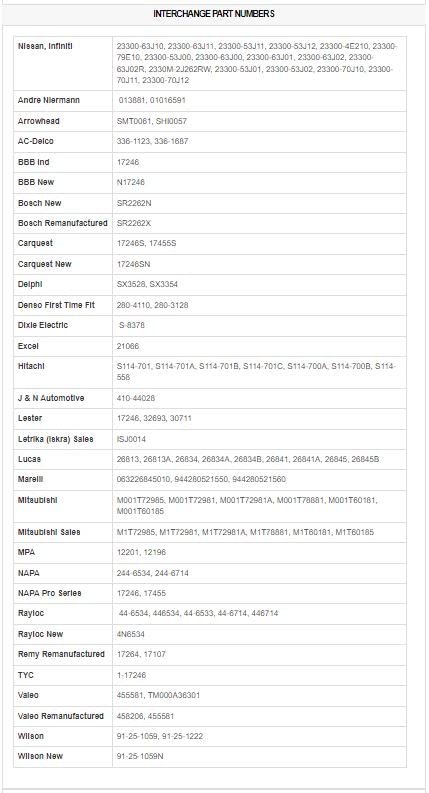 INTERCHANGE PART NUMBERS
Nissan, Infiniti 23300-63J10, 23300-63J11, 23300-53J11, 23300-53J12, 23300-4E210, 23300-
79E10, 23300-53J00, 23300-63J00, 23300-63J01, 23300-63J02, 23300-
63J02R, 2330M-2J262RW, 23300-53J01, 23300-53J02, 23300-70J10, 23300-
70J11, 23300-70J12
Andre Niermann 013881, 01016591
Arrowhead SMT0061, SHI0057
AC-Delco 336-1123, 336-1687
BBB Ind 17246
BBB New N17246
Bosch New SR2262N
Bosch Remanufactured SR2262X
Carquest 17246S, 17455S
Carquest New 17246SN
Delphi SX3528, SX3354
Denso First Time Fit 280-4110, 280-3128
Dixie Electric S-8378
Excel 21066
Hitachi S114-701, S114-701A, S114-701B, S114-701C, S114-700A, S114-700B, S114-
558
J & N Automotive 410-44028
Lester 17246, 32693, 30711
Letrika (Iskra) Sales ISJ0014
Lucas 26813, 26813A, 26834, 26834A, 26834B, 26841, 26841A, 26845, 26845B
Marelli 063226845010, 944280521550, 944280521560
Mitsubishi M001T72985, M001T72981, M001T72981A, M001T78881, M001T60181,
M001T60185
Mitsubishi Sales M1T72985, M1T72981, M1T72981A, M1T78881, M1T60181, M1T60185
MPA 12201, 12196
NAPA 244-6534, 244-6714
NAPA Pro Series 17246, 17455
Rayloc 44-6534, 446534, 44-6533, 44-6714, 446714
Rayloc New 4N6534
Remy Remanufactured 17264, 17107
TYC 1-17246
Valeo 455581, TM000A36301
Valeo Remanufactured 458206, 455581
Wilson 91-25-1059, 91-25-1222
Wilson New 91-25-1059N